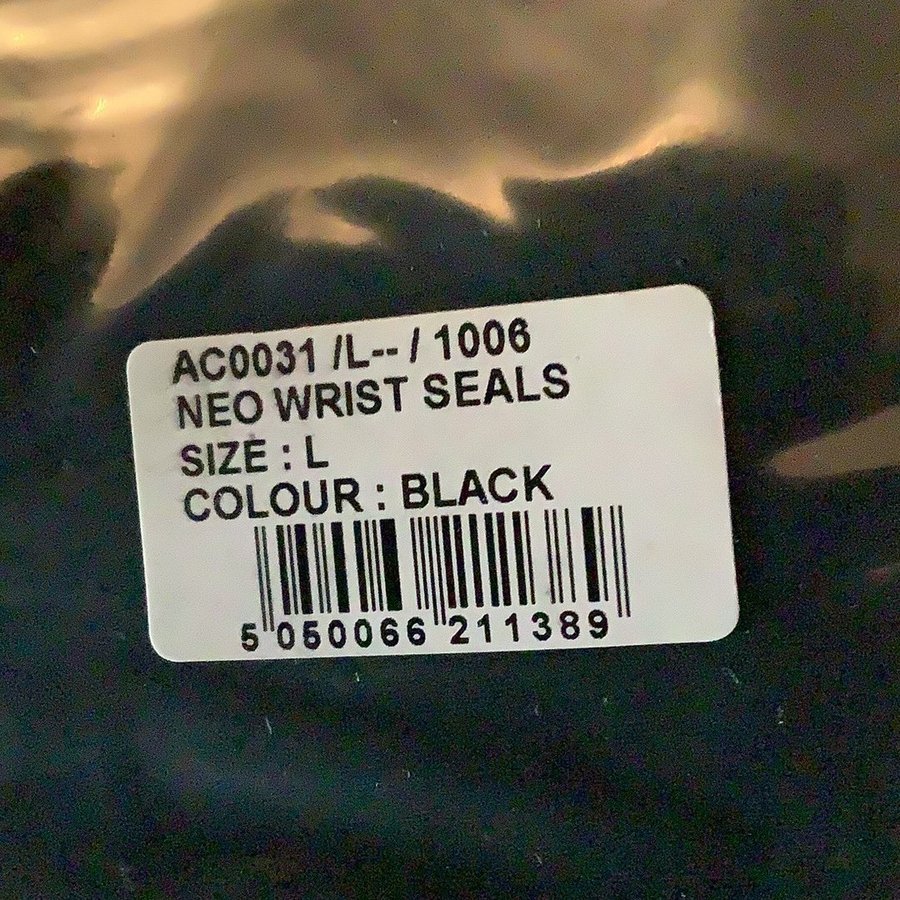 AC0031 /L-- / 1006
NEO WRIST SEALS
SIZE : L
COLOUR : BLACK
5 050066 211389